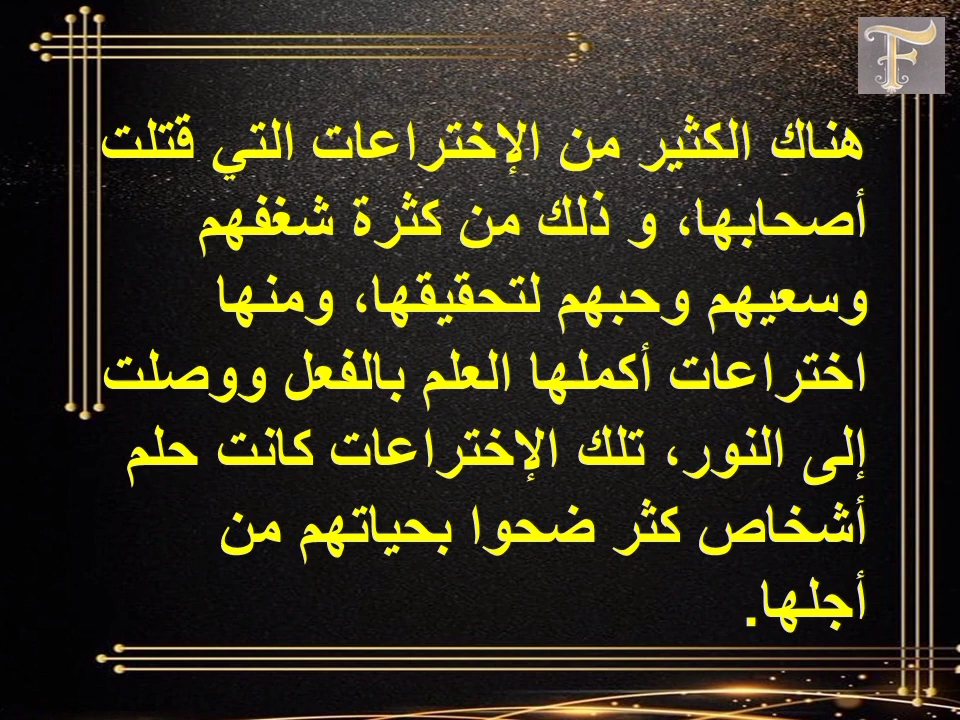 F
هناك الكثير من الإختراعات التي قتلت
أصحابها، و ذلك من كثرة شغفهم
وسعيهم وحبهم لتحقيقها، ومنها
اختراعات أكملها العلم بالفعل ووصلت
إلى النور، تلك الإختراعات كانت حلم
أشخاص كثر ضحوا بحياتهم من
أجلها.